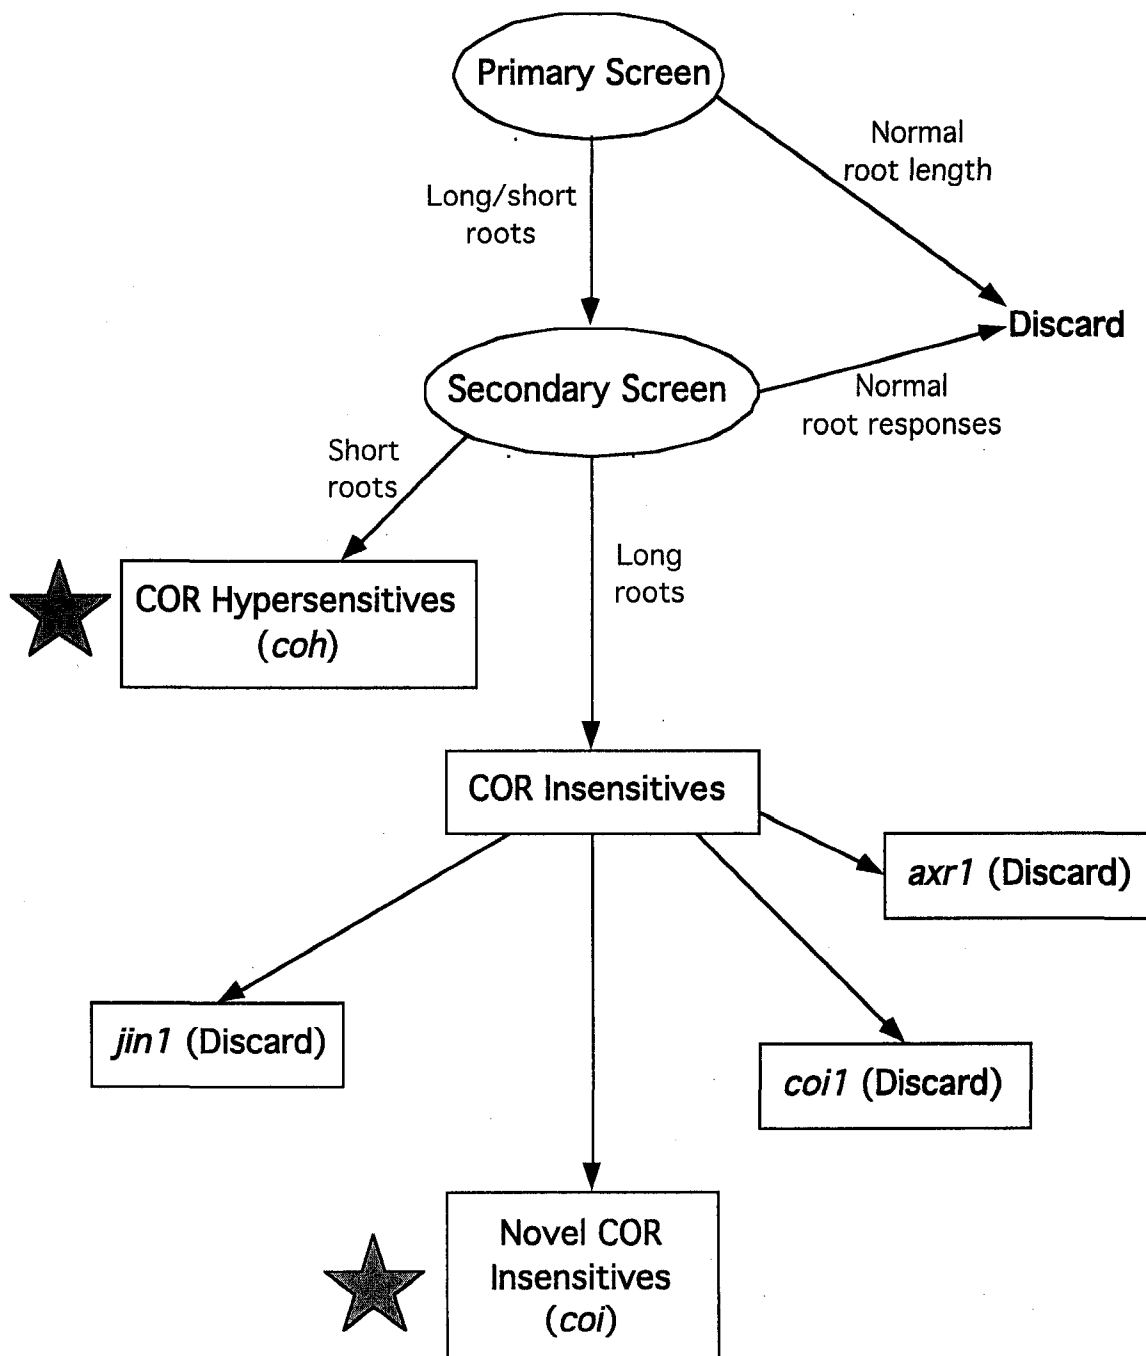 Primary Screen
Normal
root length
Long/short
roots
Discard
Secondary Screen
Normal
root responses
Short
roots
Long
roots
COR Hypersensitives
(coh)
COR Insensitives
axr1 (Discard)
jin1 (Discard)
coi1 (Discard)
Novel COR
Insensitives
(coi)